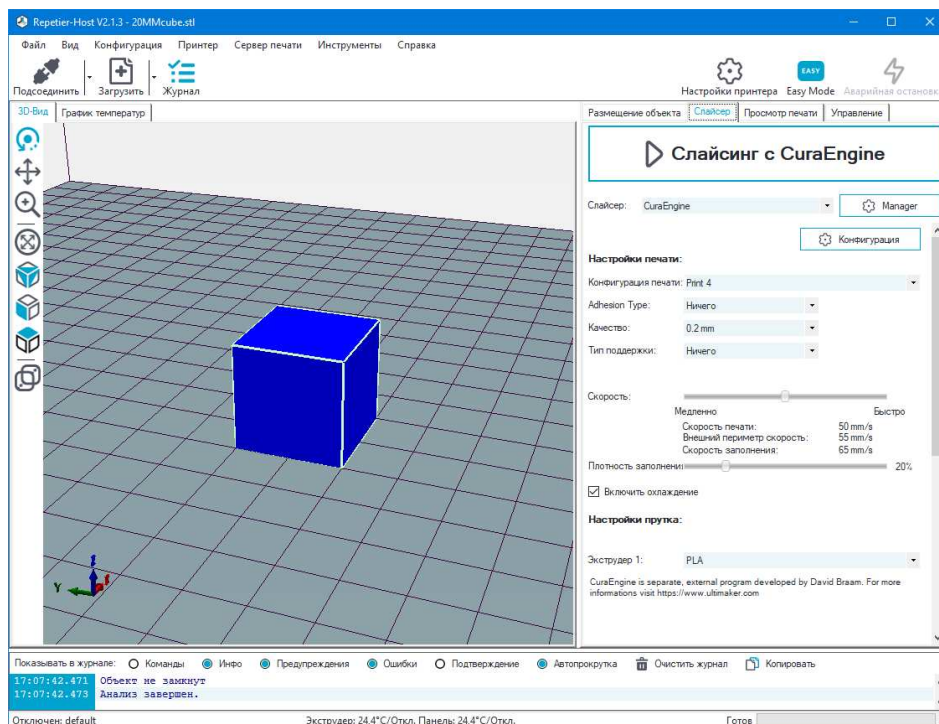 Repetier-Host V2.1.3 - 20MMcube.stl
Файл Вид Конфигурация Принтер Сервер печати Инструменты Справка
EASY
Подсоединить Загрузить Журнал Настройки принтера Easy Mode Аварийная остановк
3D-Вид График температур Размещение объекта Слайсер Просмотр печати Управление
Слайсинг с CuraEngine
Слайсер: CuraEngine Manager
Конфигурация
Настройки печати:
Конфигурация печати: Print 4
Adhesion Type: Ничего
Качество: 0.2 mm
Тип поддержки: Ничего
Скорость:
Медленно Быстро
Скорость печати: 50 mm/s
Внешний периметр скорость: 55 mm/s
Скорость заполнения: 65 mm/s
Плотность заполнени 20%
Включить охлаждение
Настройки прутка:
Экструдер 1: PLA
CuraEngine is separate, external program developed by David Braam. For more
informations visit https://www.ultimaker.com
Y
Показывать в журнале: Команды Инфо Предупреждения Ошибки Подтверждение Автопрокрутка Очистить журнал Копировать
17:07:42.471 Объект не замкнут
17:07:42.473 Анализ завершен.
Отключен: default Экструдер: 24.4°C/Откл. Панель: 24.4°C/Откл. Готов